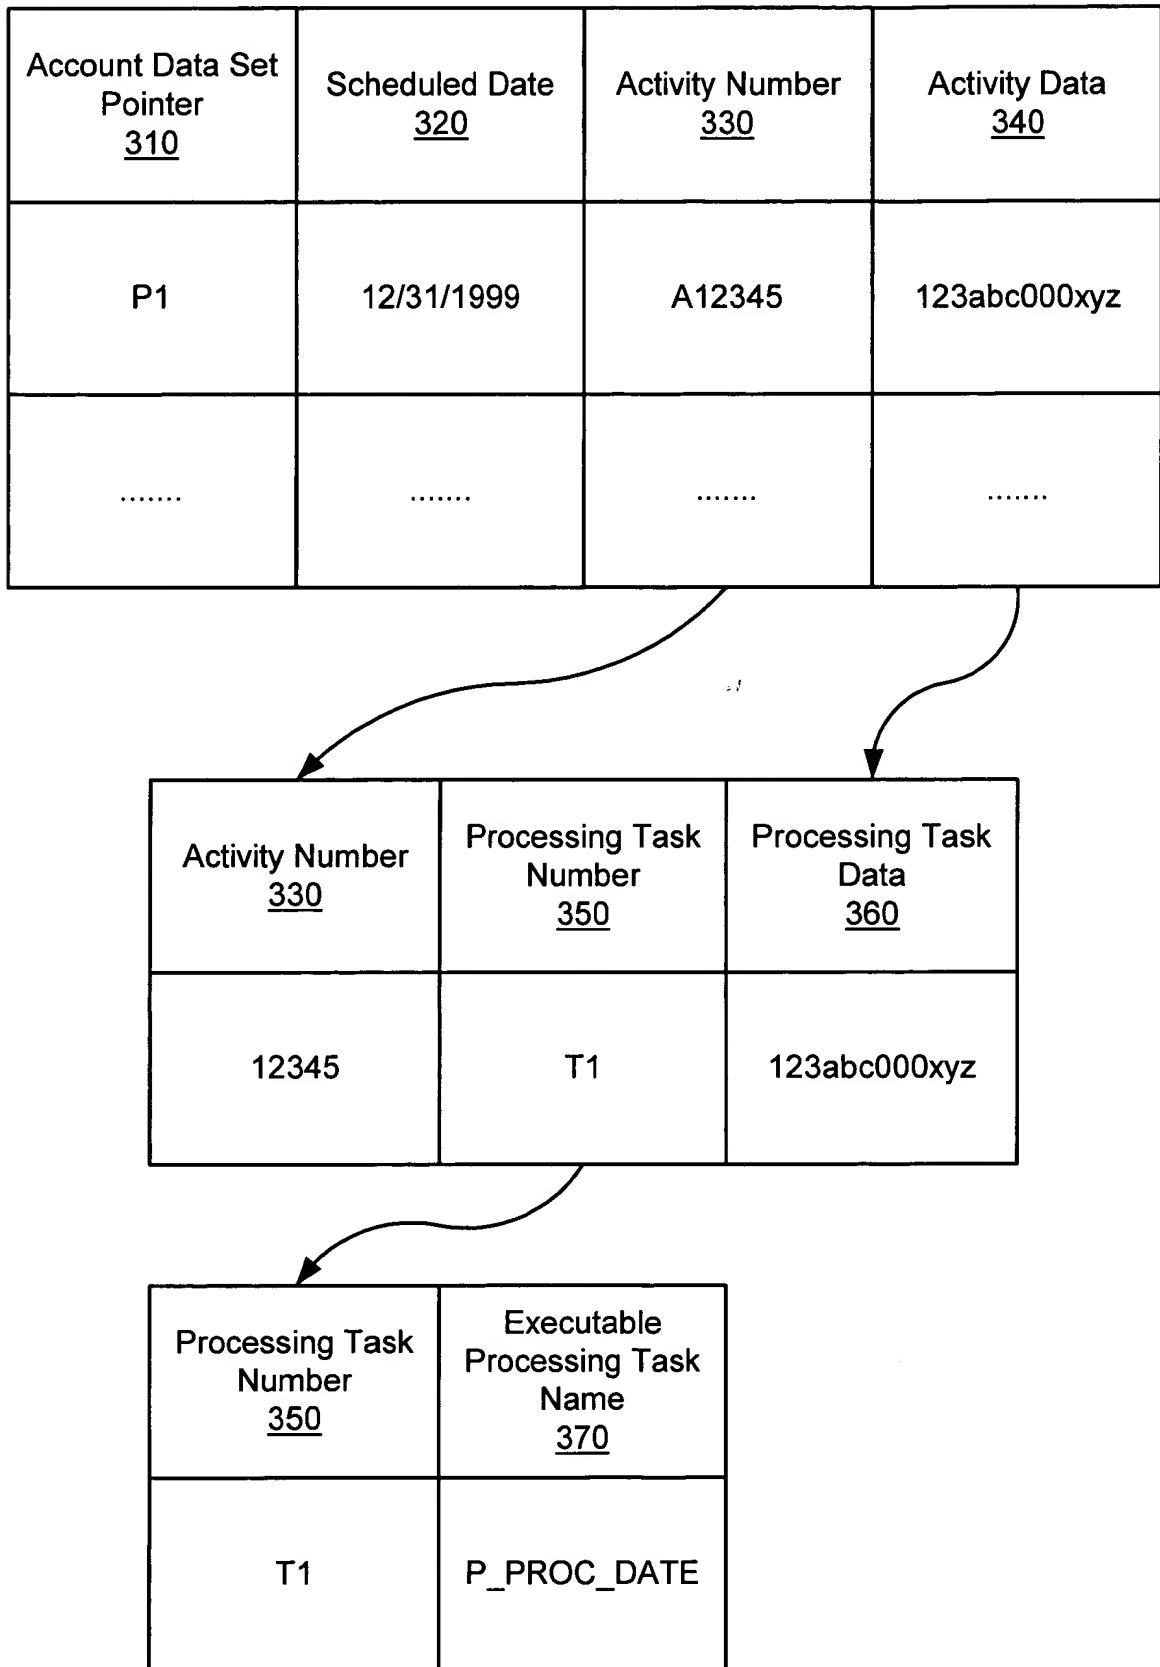 Account Data Set
Pointer
310
Scheduled Date
320
Activity Number
330
Activity Data
340
P1
12/31/1999
A12345
123abc000xyz
.......
.......
.......
.......
Activity Number
330
Processing Task
Number
350
Processing Task
Data
360
12345
T1
123abc000xyz
Processing Task
Number
350
Executable
Processing Task
Name
370
T1
P_PROC_DATE